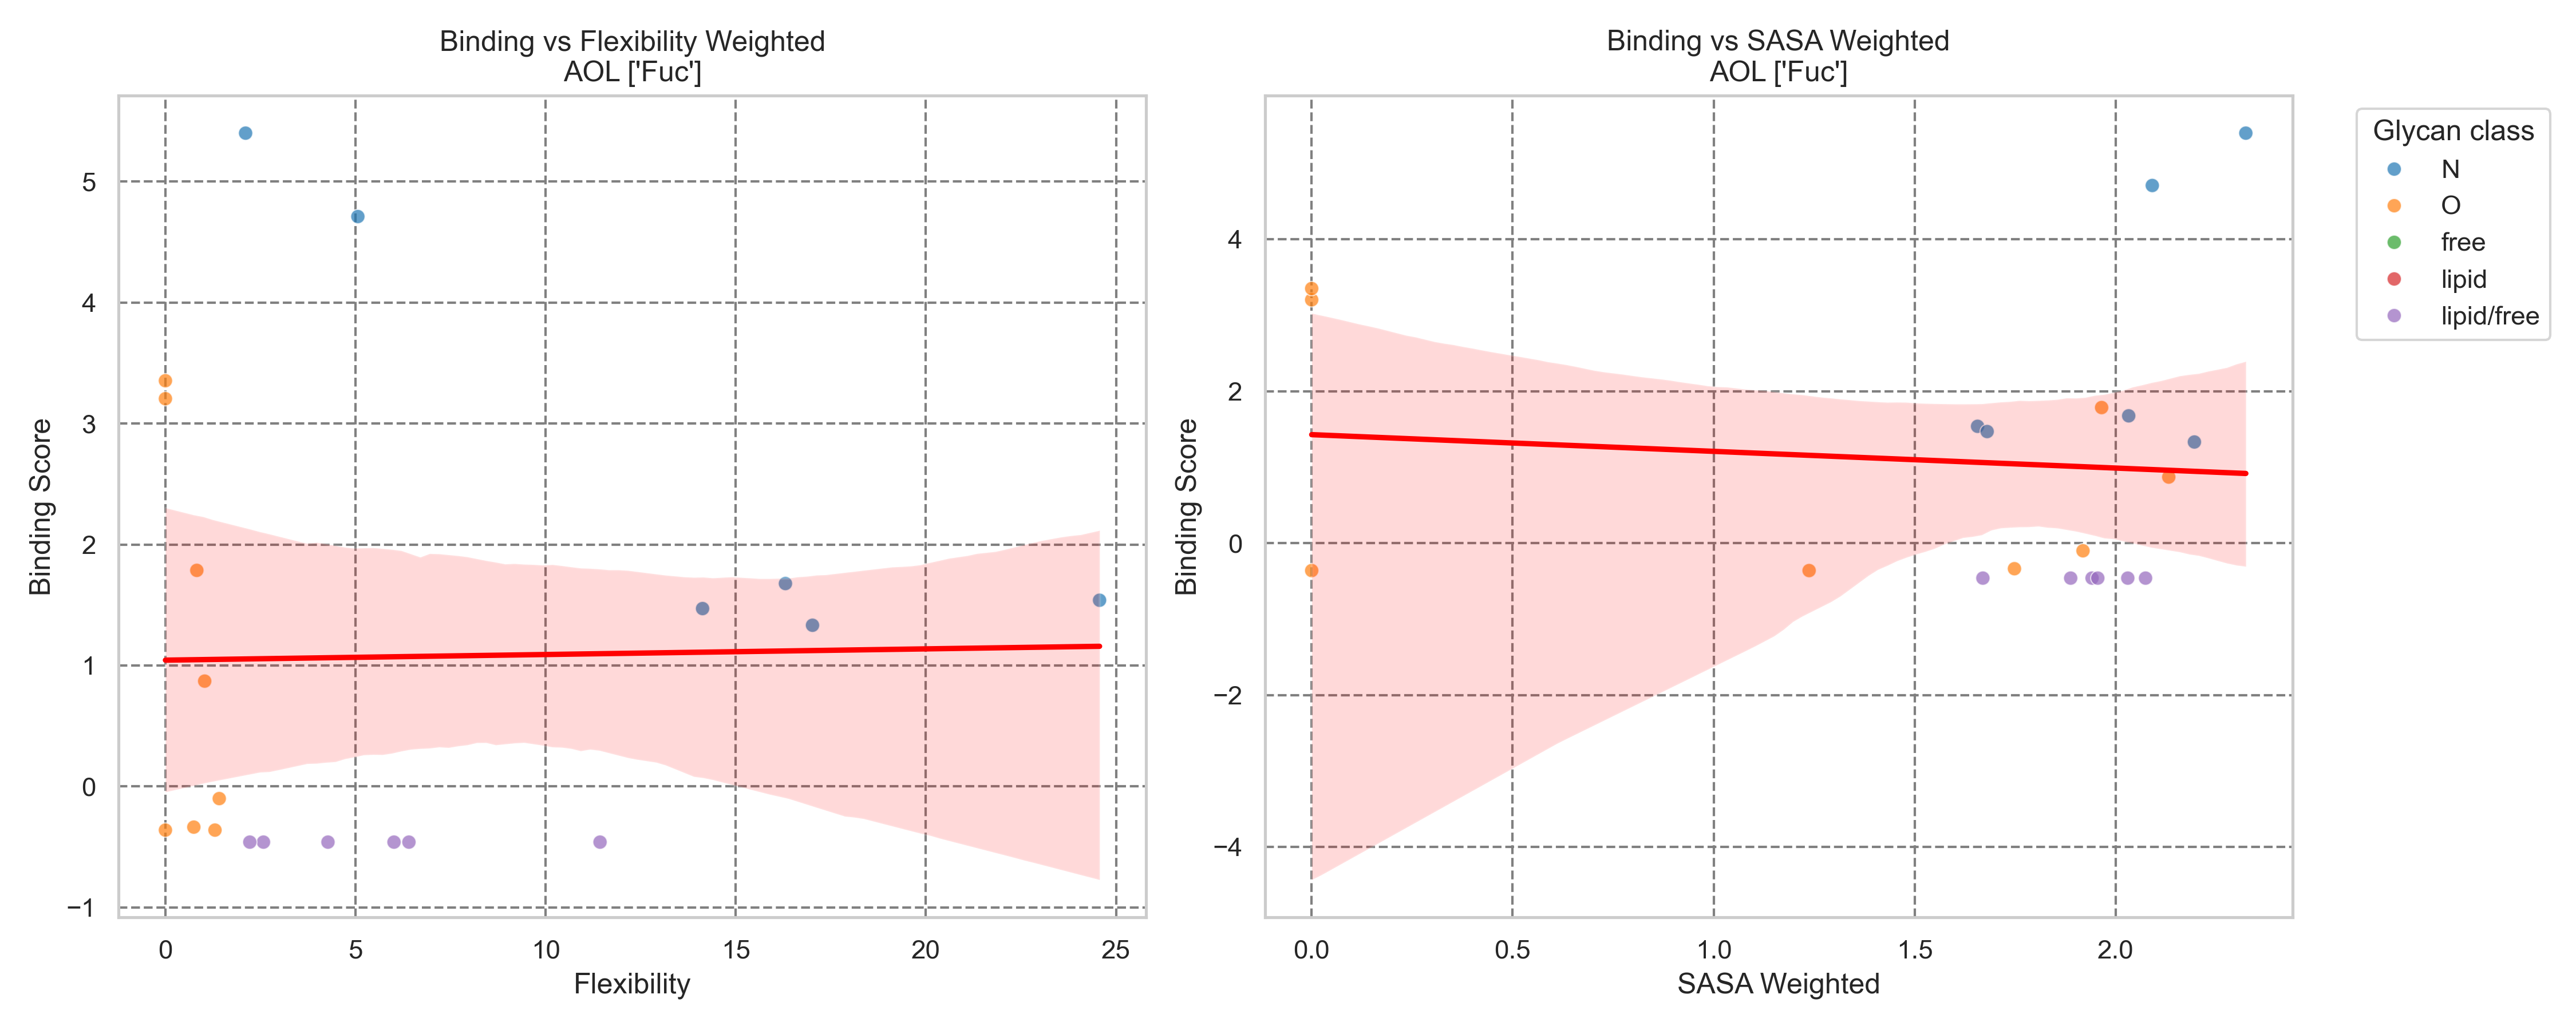 Binding vs Flexibility Weighted
AOL ['Fuc']
Binding Score
5
4
3
2
1
0
−1
0 5 10 15 20 25
Flexibility
Binding vs SASA Weighted
AOL ['Fuc']
Binding Score
4
2
0
−2
−4
0.0 0.5 1.0 1.5 2.0
SASA Weighted
Glycan class
N
O
free
lipid
lipid/free